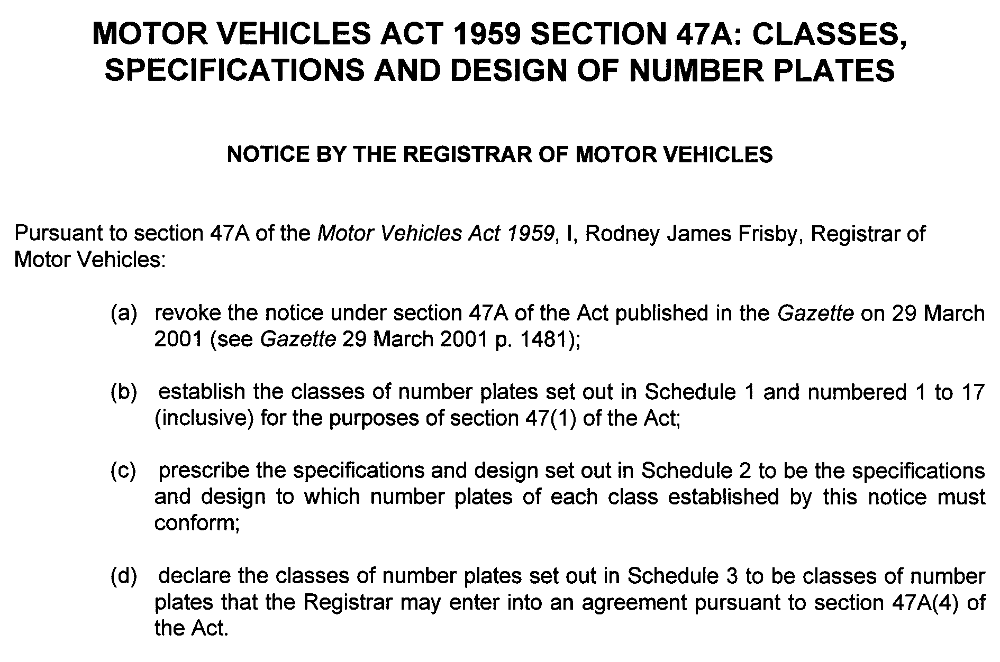 MOTOR VEHICLES ACT 1959 SECTION 47A: CLASSES,
SPECIFICATIONS AND DESIGN OF NUMBER PLATES
NOTICE BY THE REGISTRAR OF MOTOR VEHICLES
Pursuant to section 47A of the Motor Vehicles Act 1959, I, Rodney James Frisby, Registrar of
Motor Vehicles:
(a) revoke the notice under section 47A of the Act published in the Gazette on 29 March
2001 (see Gazette 29 March 2001 p. 1481);
(b) establish the classes of number plates set out in Schedule 1 and numbered 1 to 17
(inclusive) for the purposes of section 47(1) of the Act;
(c) prescribe the specifications and design set out in Schedule 2 to be the specifications
and design to which number plates of each class established by this notice must
conform;
(d) declare the classes of number plates set out in Schedule 3 to be classes of number
plates that the Registrar may enter into an agreement pursuant to section 47A(4) of
the Act.